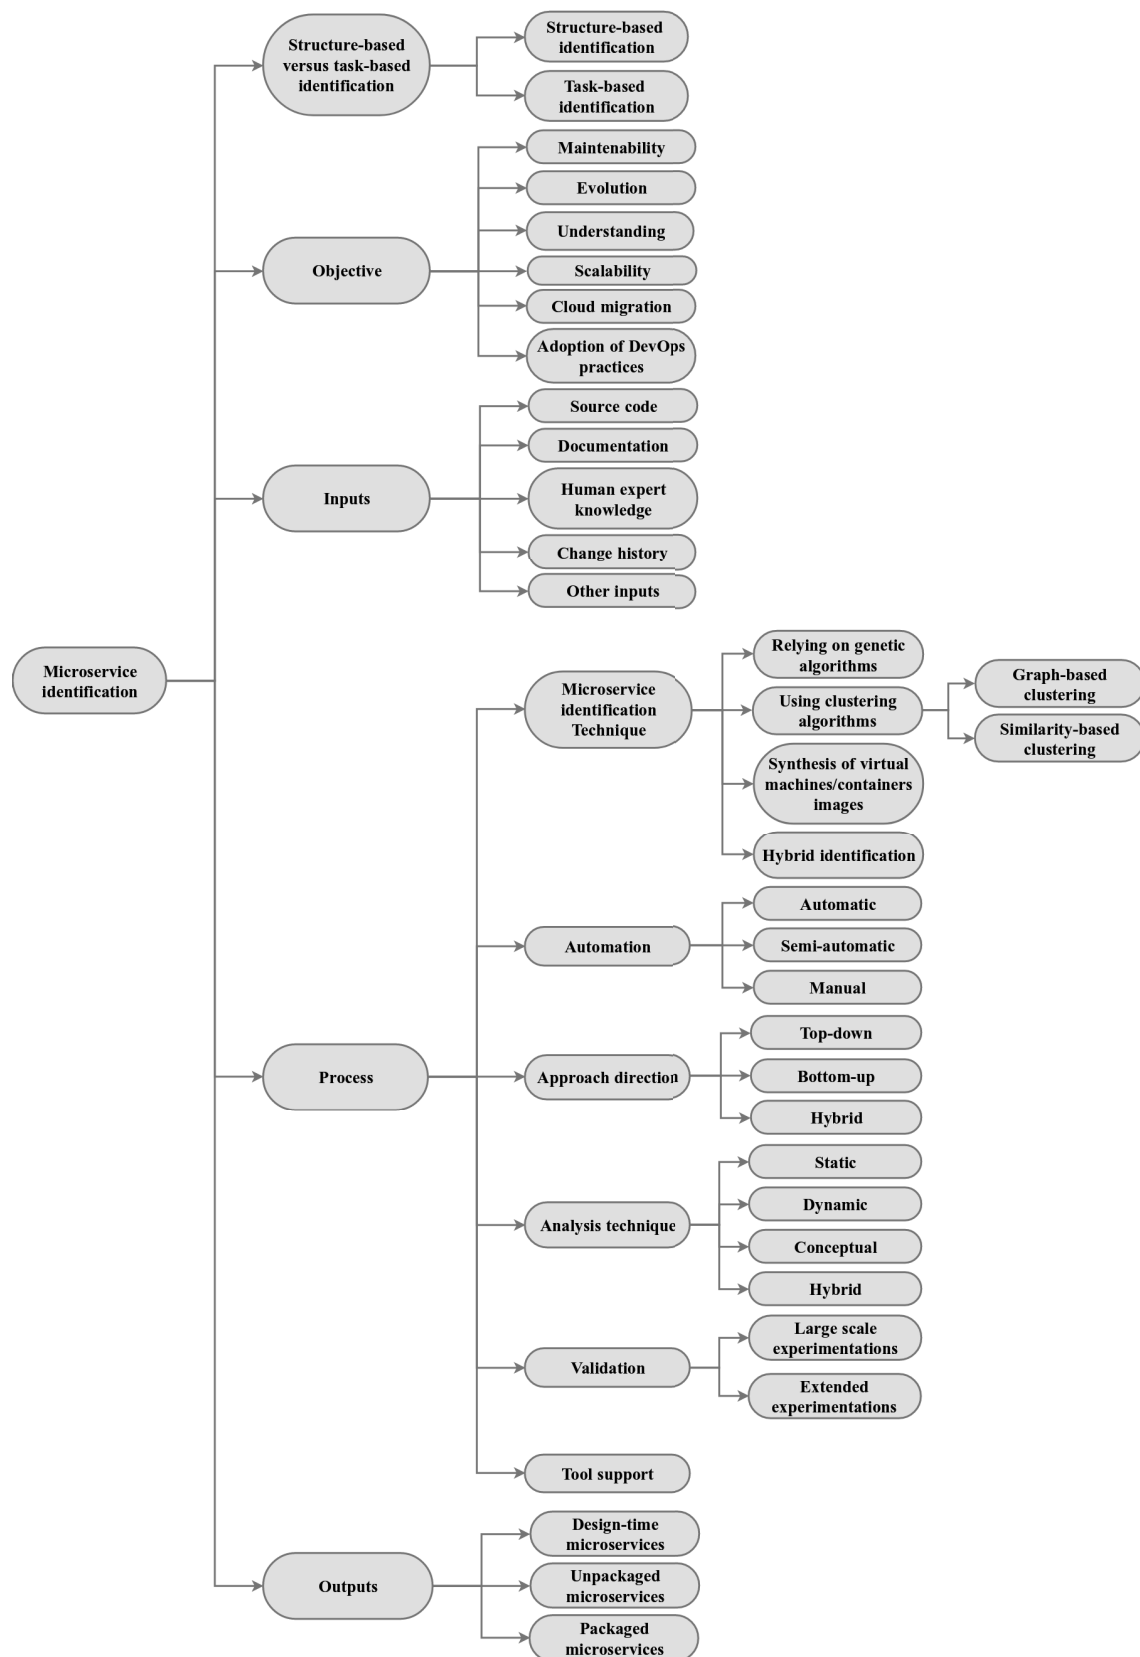 Structure-based
versus task-based
identification
Structure-based
identification
Task-based
identification
Objective
Maintenability
Evolution
Understanding
Scalability
Cloud migration
Adoption of DevOps
practices
Inputs
Source code
Documentation
Human expert
knowledge
Change history
Other inputs
Microservice
identification
Process
Microservice
identification
Technique
Relying on genetic
algorithms
Using clustering
algorithms
Graph-based
clustering
Similarity-based
clustering
Synthesis of virtual
machines/containers
images
Hybrid identification
Automation
Automatic
Semi-automatic
Manual
Approach direction
Top-down
Bottom-up
Hybrid
Analysis technique
Static
Dynamic
Conceptual
Hybrid
Validation
Large scale
experimentations
Extended
experimentations
Tool support
Outputs
Design-time
microservices
Unpackaged
microservices
Packaged
microservices